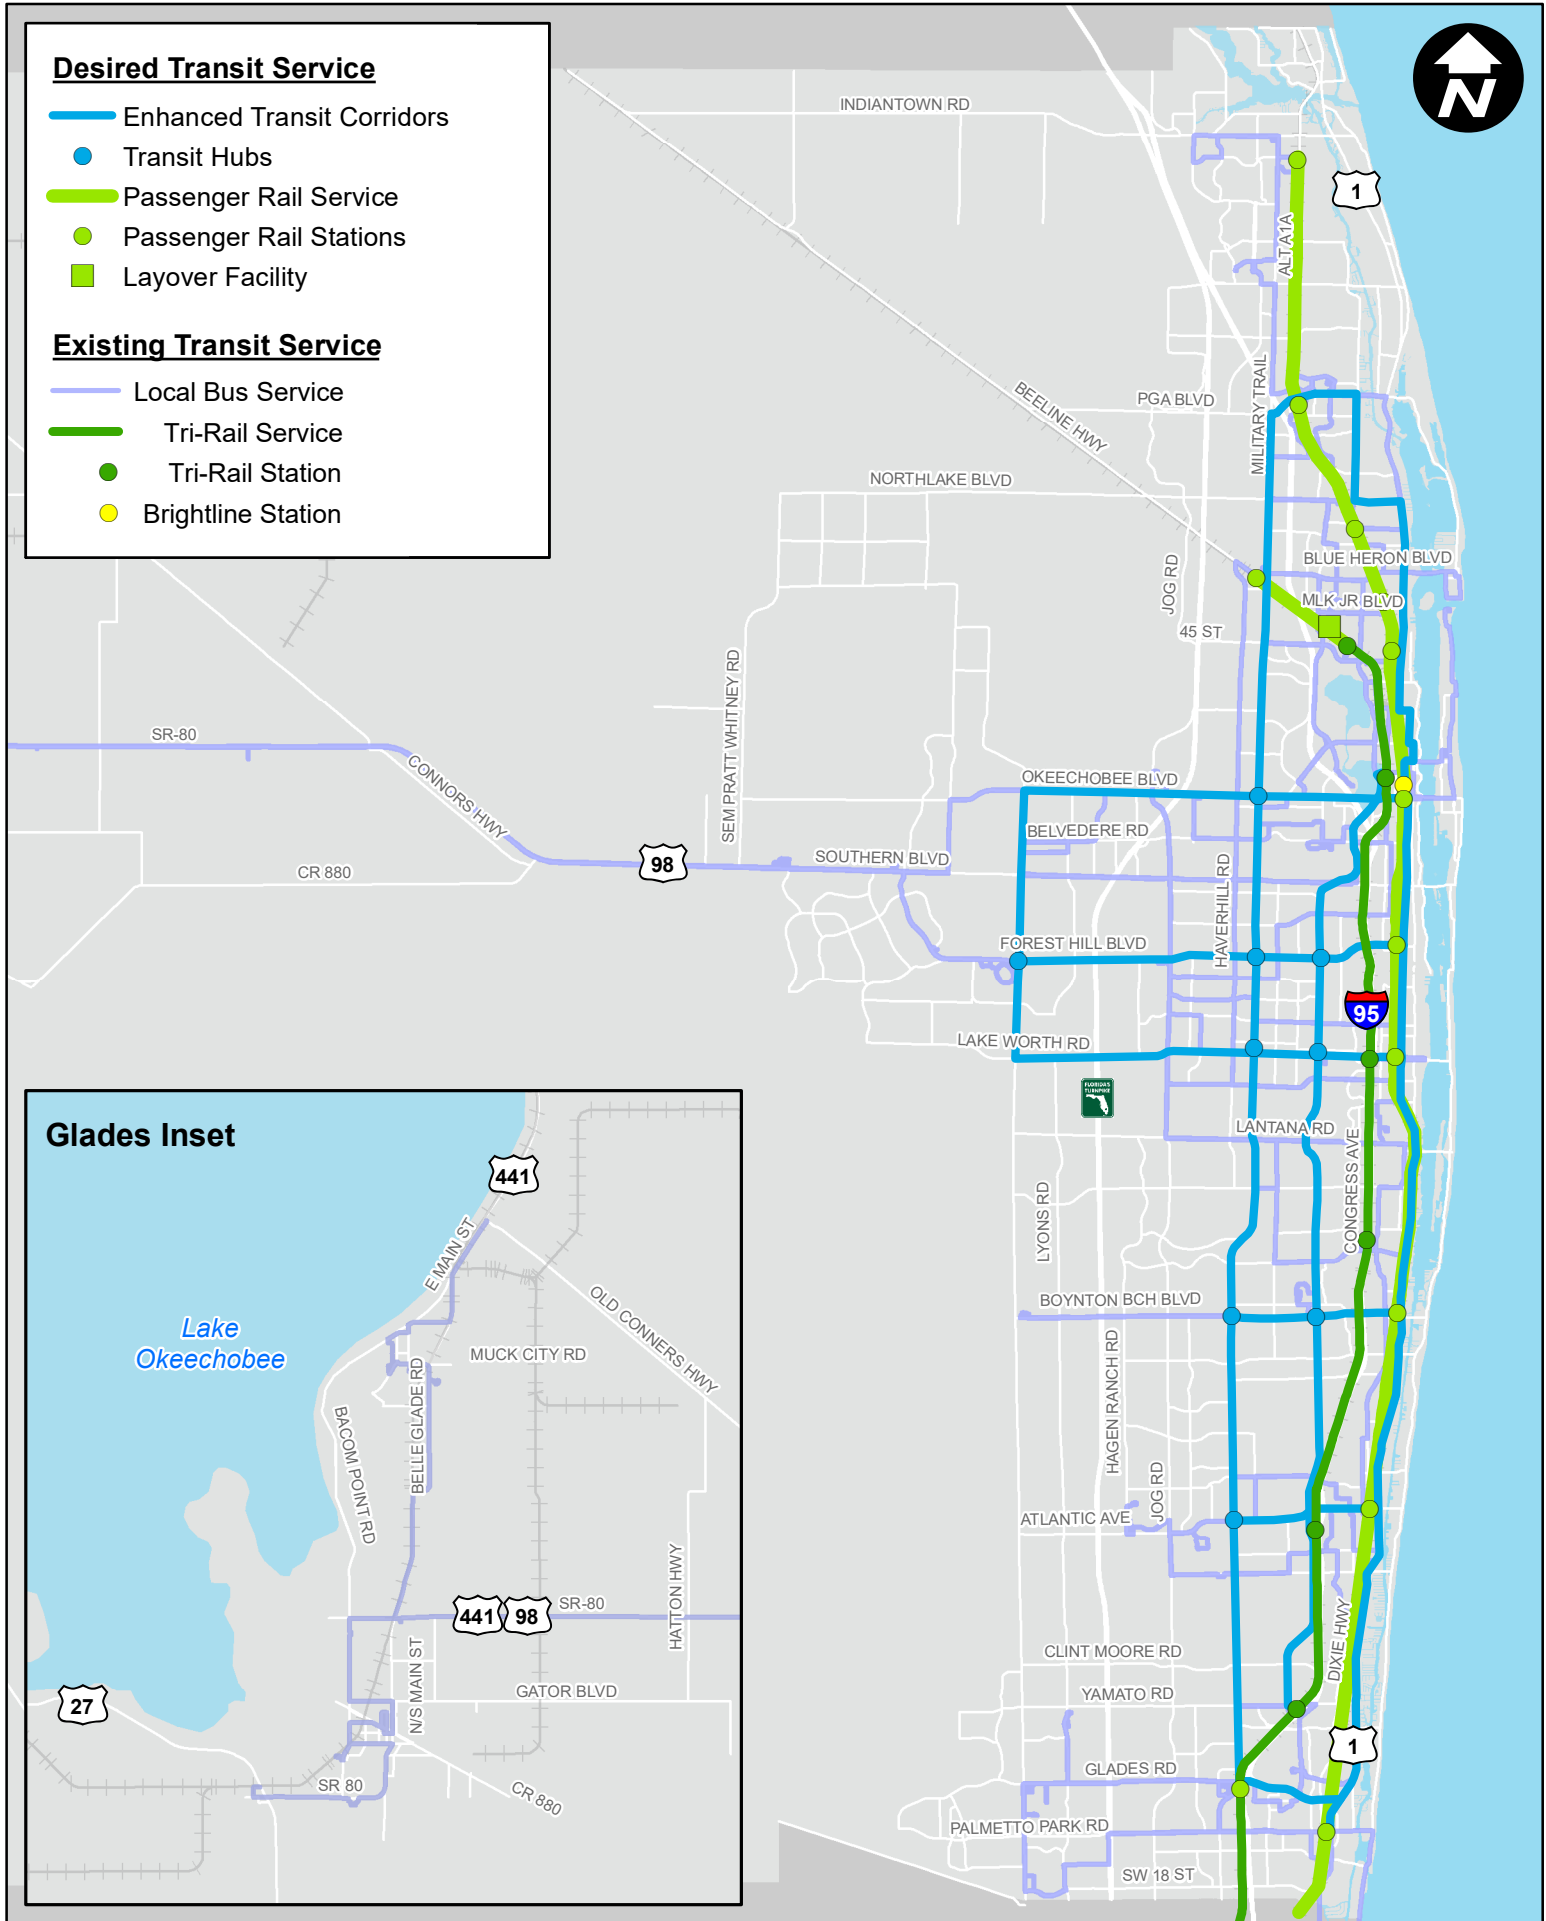 Desired Transit Service
Enhanced Transit Corridors
Transit Hubs
Passenger Rail Service
Passenger Rail Stations
Layover Facility
Existing Transit Service
Local Bus Service
Tri-Rail Service
Tri-Rail Station
Brightline Station
N
INDIANTOWN RD
1
ALT A1A
MILITARY TRAIL
PGA BLVD
BEELINE HWY
NORTHLAKE BLVD
JOG RD
BLUE HERON BLVD
MLK JR BLVD
45 ST
SEM PRATT WHITNEY RD
SR-80
CONNORS HWY
OKEECHOBEE BLVD
BELVEDERE RD
SOUTHERN BLVD
98
CR 880
HAVERHILL RD
FOREST HILL BLVD
95
LAKE WORTH RD
FLORIDA'S
TURNPIKE
LANTANA RD
CONGRESS AVE
LYONS RD
BOYNTON BCH BLVD
HAGEN RANCH RD
JOG RD
ATLANTIC AVE
DIXIE HWY
CLINT MOORE RD
YAMATO RD
1
GLADES RD
PALMETTO PARK RD
SW 18 ST
Glades Inset
441
E MAIN ST
OLD CONNERS HWY
Lake
Okeechobee
MUCK CITY RD
BELLE GLADE RD
BACOM POINT RD
HATTON HWY
441
98
SR-80
N/S MAIN ST
GATOR BLVD
27
SR 80
CR 880